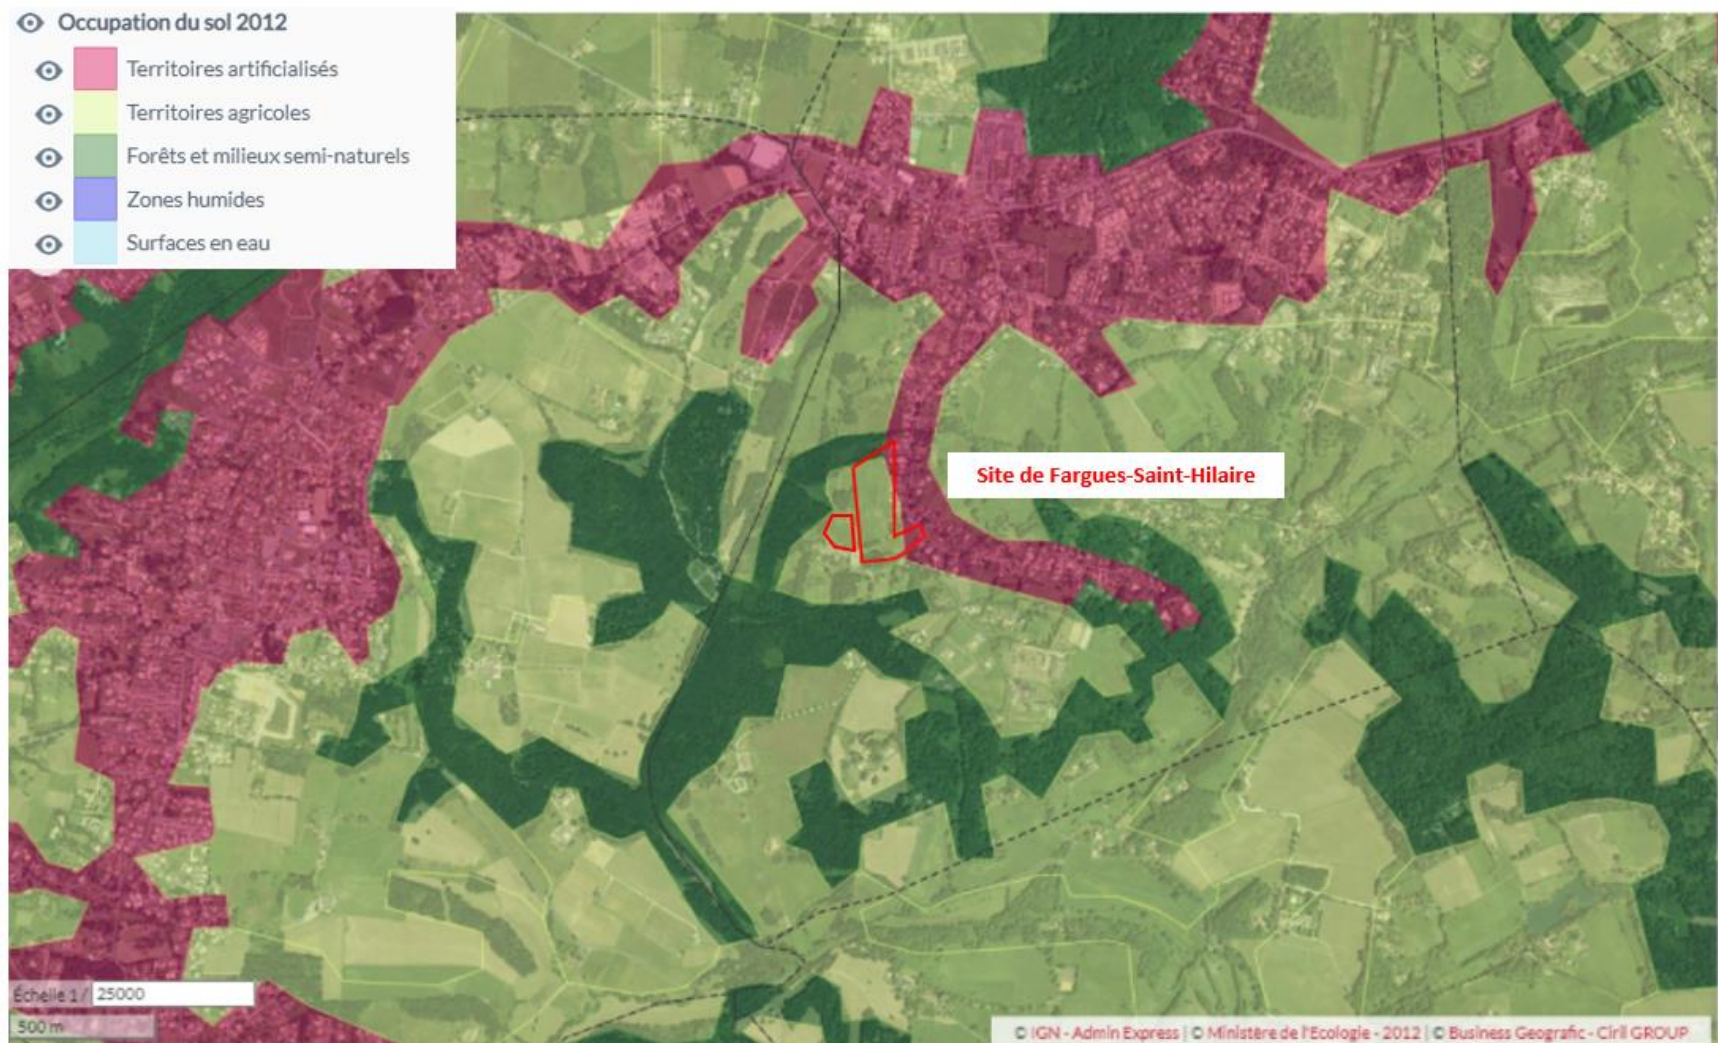 Occupation du sol 2012
Territoires artificialisés
Territoires agricoles
Forêts et milieux semi-naturels
Zones humides
Surfaces en eau
Site de Fargues-Saint-Hilaire
Échelle 1 / 25000
500 m
© IGN - Admin Express | © Ministère de l'Ecologie - 2012 | © Business Geografic - Ciril GROUP